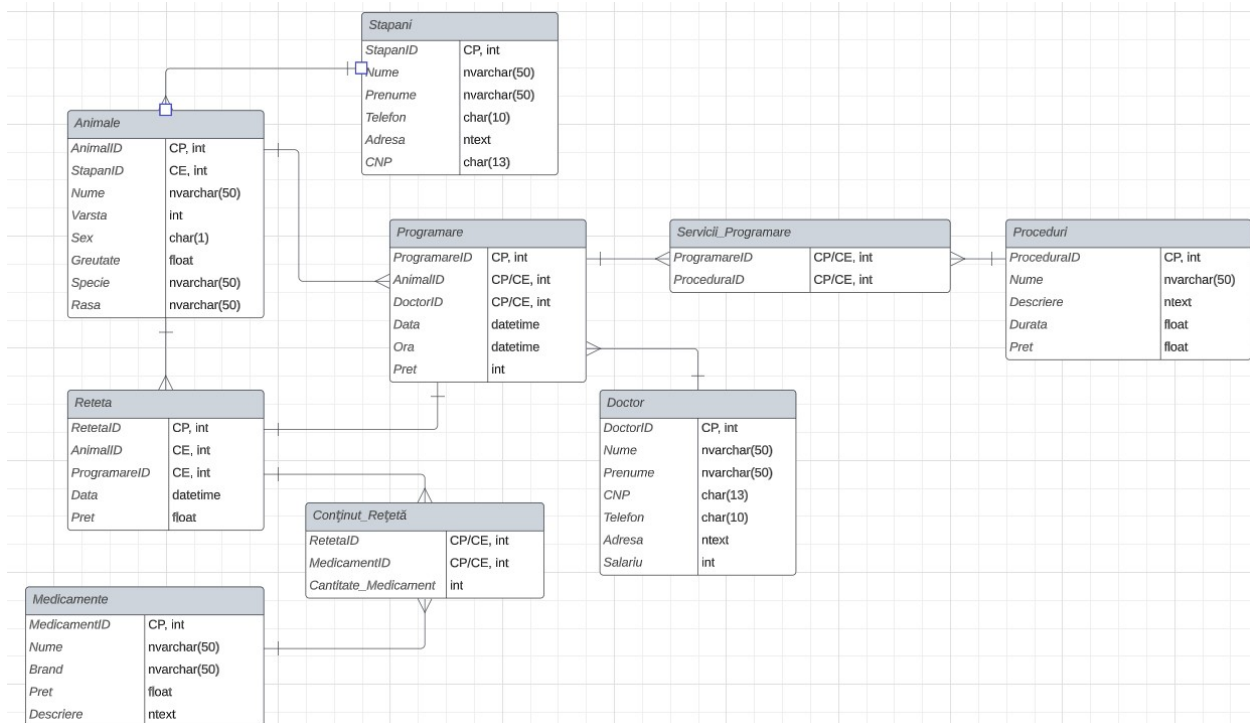 Stapani
StapanID CP, int
Nume nvarchar(50)
Prenume nvarchar(50)
Telefon char(10)
Adresa ntext
CNP char(13)
Animale
AnimalID CP, int
StapanID CE, int
Nume nvarchar(50)
Varsta int
Sex char(1)
Greutate float
Specie nvarchar(50)
Rasa nvarchar(50)
Programare
ProgramareID CP, int
AnimalID CP/CE, int
DoctorID CP/CE, int
Data datetime
Ora datetime
Pret int
Servicii_Programare
ProgramareID CP/CE, int
ProceduraID CP/CE, int
Proceduri
ProceduraID CP, int
Nume nvarchar(50)
Descriere ntext
Durata float
Pret float
Reteta
RetetaID CP, int
AnimalID CE, int
ProgramareID CE, int
Data datetime
Pret float
Doctor
DoctorID CP, int
Nume nvarchar(50)
Prenume nvarchar(50)
CNP char(13)
Telefon char(10)
Adresa ntext
Salariu int
Conţinut_Reţetă
RetetaID CP/CE, int
MedicamentID CP/CE, int
Cantitate_Medicament int
Medicamente
MedicamentID CP, int
Nume nvarchar(50)
Brand nvarchar(50)
Pret float
Descriere ntext